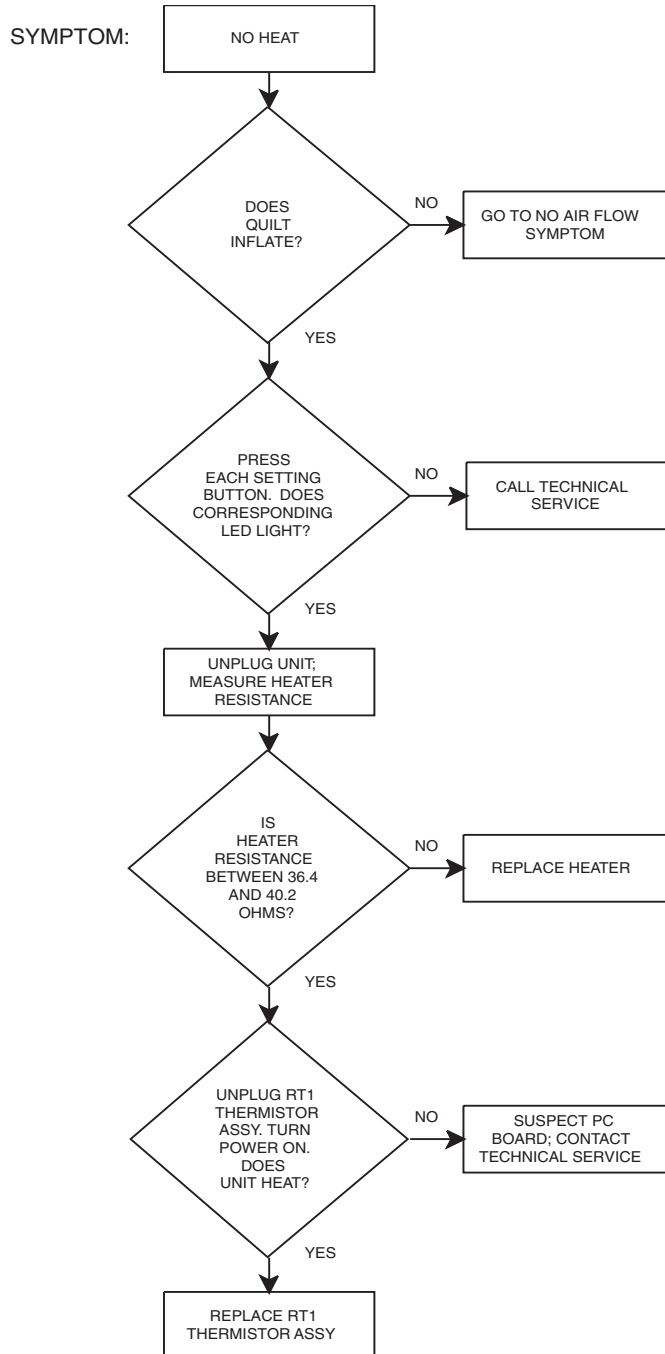 SYMPTOM:
NO HEAT
DOES
QUILT
INFLATE?
NO
GO TO NO AIR FLOW
SYMPTOM
YES
PRESS
EACH SETTING
BUTTON. DOES
CORRESPONDING
LED LIGHT?
NO
CALL TECHNICAL
SERVICE
YES
UNPLUG UNIT;
MEASURE HEATER
RESISTANCE
IS
HEATER
RESISTANCE
BETWEEN 36.4
AND 40.2
OHMS?
NO
REPLACE HEATER
YES
UNPLUG RT1
THERMISTOR
ASSY. TURN
POWER ON.
DOES
UNIT HEAT?
NO
SUSPECT PC
BOARD; CONTACT
TECHNICAL SERVICE
YES
REPLACE RT1
THERMISTOR ASSY